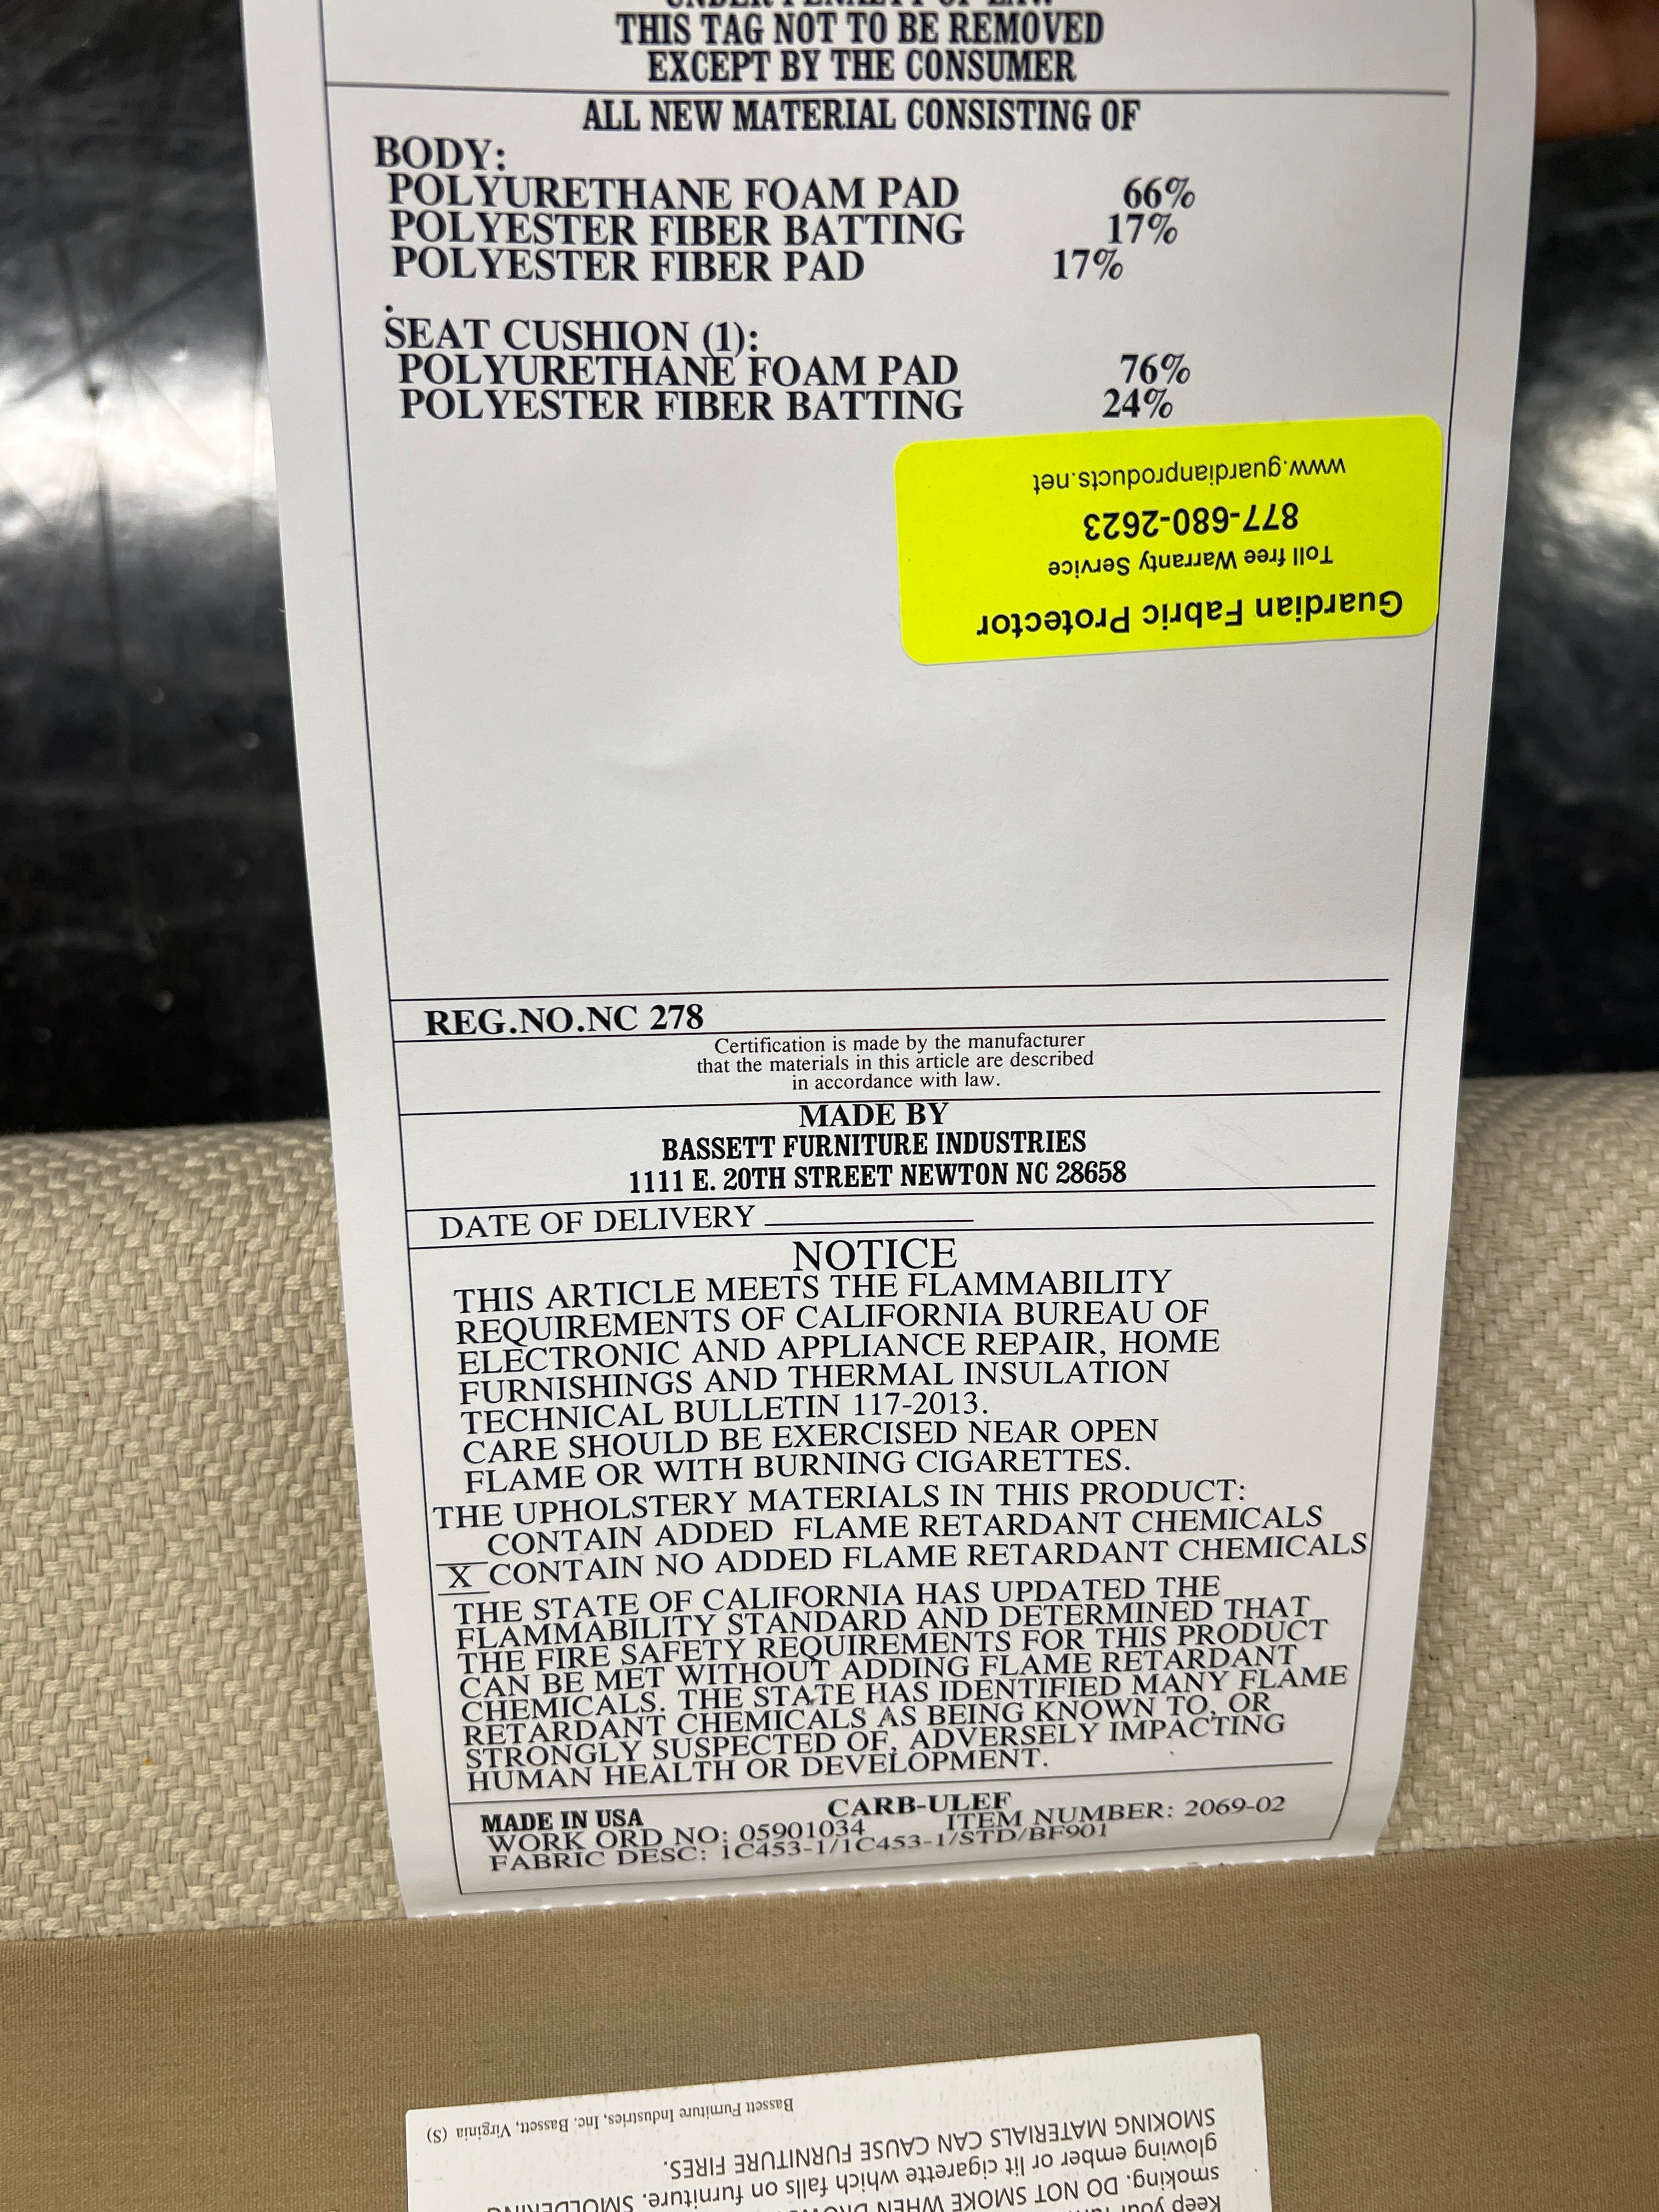 UNDER PENALTY OF LAW
THIS TAG NOT TO BE REMOVED
EXCEPT BY THE CONSUMER
ALL NEW MATERIAL CONSISTING OF
BODY:
POLYURETHANE FOAM PAD 66%
POLYESTER FIBER BATTING 17%
POLYESTER FIBER PAD 17%
.
SEAT CUSHION (1):
POLYURETHANE FOAM PAD 76%
POLYESTER FIBER BATTING 24%
Guardian Fabric Protector
Toll free Warranty Service
877-680-2623
www.guardianproducts.net
REG.NO.NC 278
Certification is made by the manufacturer
that the materials in this article are described
in accordance with law.
MADE BY
BASSETT FURNITURE INDUSTRIES
1111 E. 20TH STREET NEWTON NC 28658
DATE OF DELIVERY
NOTICE
THIS ARTICLE MEETS THE FLAMMABILITY
REQUIREMENTS OF CALIFORNIA BUREAU OF
ELECTRONIC AND APPLIANCE REPAIR, HOME
FURNISHINGS AND THERMAL INSULATION
TECHNICAL BULLETIN 117-2013.
CARE SHOULD BE EXERCISED NEAR OPEN
FLAME OR WITH BURNING CIGARETTES.
THE UPHOLSTERY MATERIALS IN THIS PRODUCT:
CONTAIN ADDED FLAME RETARDANT CHEMICALS
X CONTAIN NO ADDED FLAME RETARDANT CHEMICALS
THE STATE OF CALIFORNIA HAS UPDATED THE
FLAMMABILITY STANDARD AND DETERMINED THAT
THE FIRE SAFETY REQUIREMENTS FOR THIS PRODUCT
CAN BE MET WITHOUT ADDING FLAME RETARDANT
CHEMICALS. THE STATE HAS IDENTIFIED MANY FLAME
RETARDANT CHEMICALS AS BEING KNOWN TO, OR
STRONGLY SUSPECTED OF, ADVERSELY IMPACTING
HUMAN HEALTH OR DEVELOPMENT.
MADE IN USA CARB-ULEF
WORK ORD NO: 05901034 ITEM NUMBER: 2069-02
FABRIC DESC: 1C453-1/1C453-1/STD/BF901
Keep your
smoking. DO NOT SMOKE WHEN
glowing ember or lit cigarette which falls on furniture.
SMOKING MATERIALS CAN CAUSE FURNITURE FIRES.
Bassett Furniture Industries, Inc. Bassett, Virginia (S)